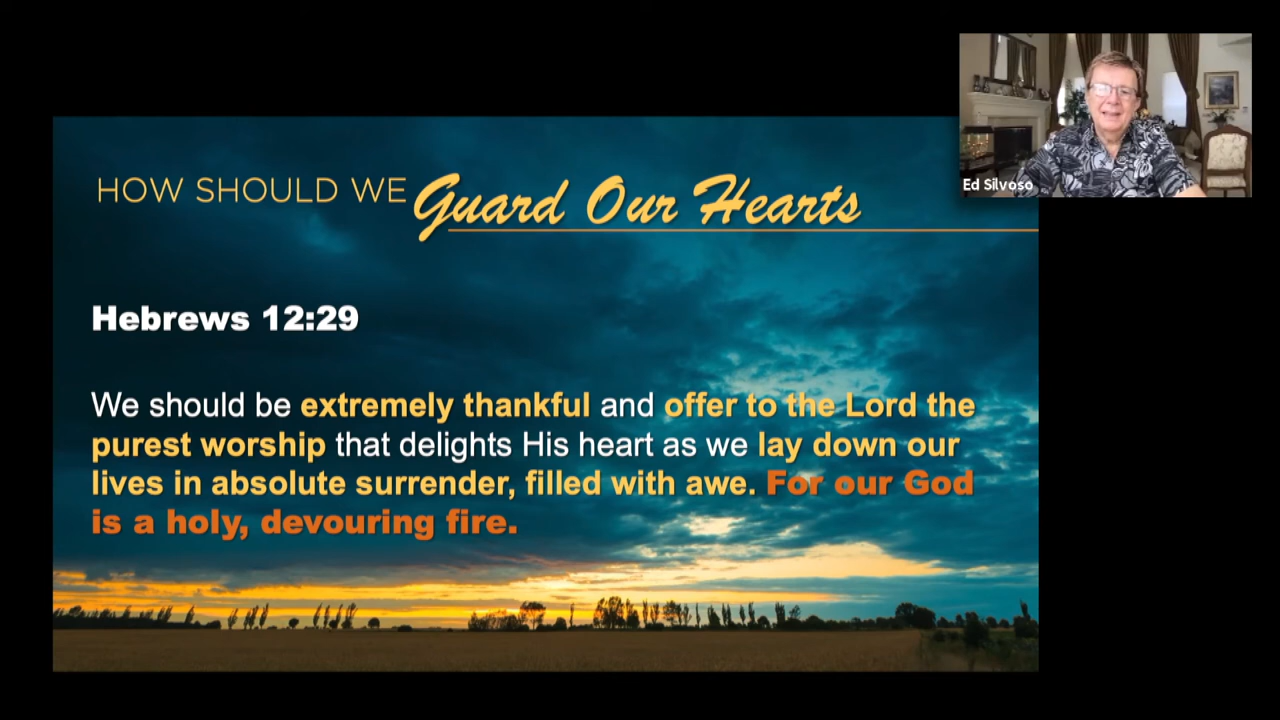 HOW SHOULD WE Guard Our Hearts
Ed Silvoso
Hebrews 12:29
We should be extremely thankful and offer to the Lord the
purest worship that delights His heart as we lay down our
lives in absolute surrender, filled with awe. For our God
is a holy, devouring fire.